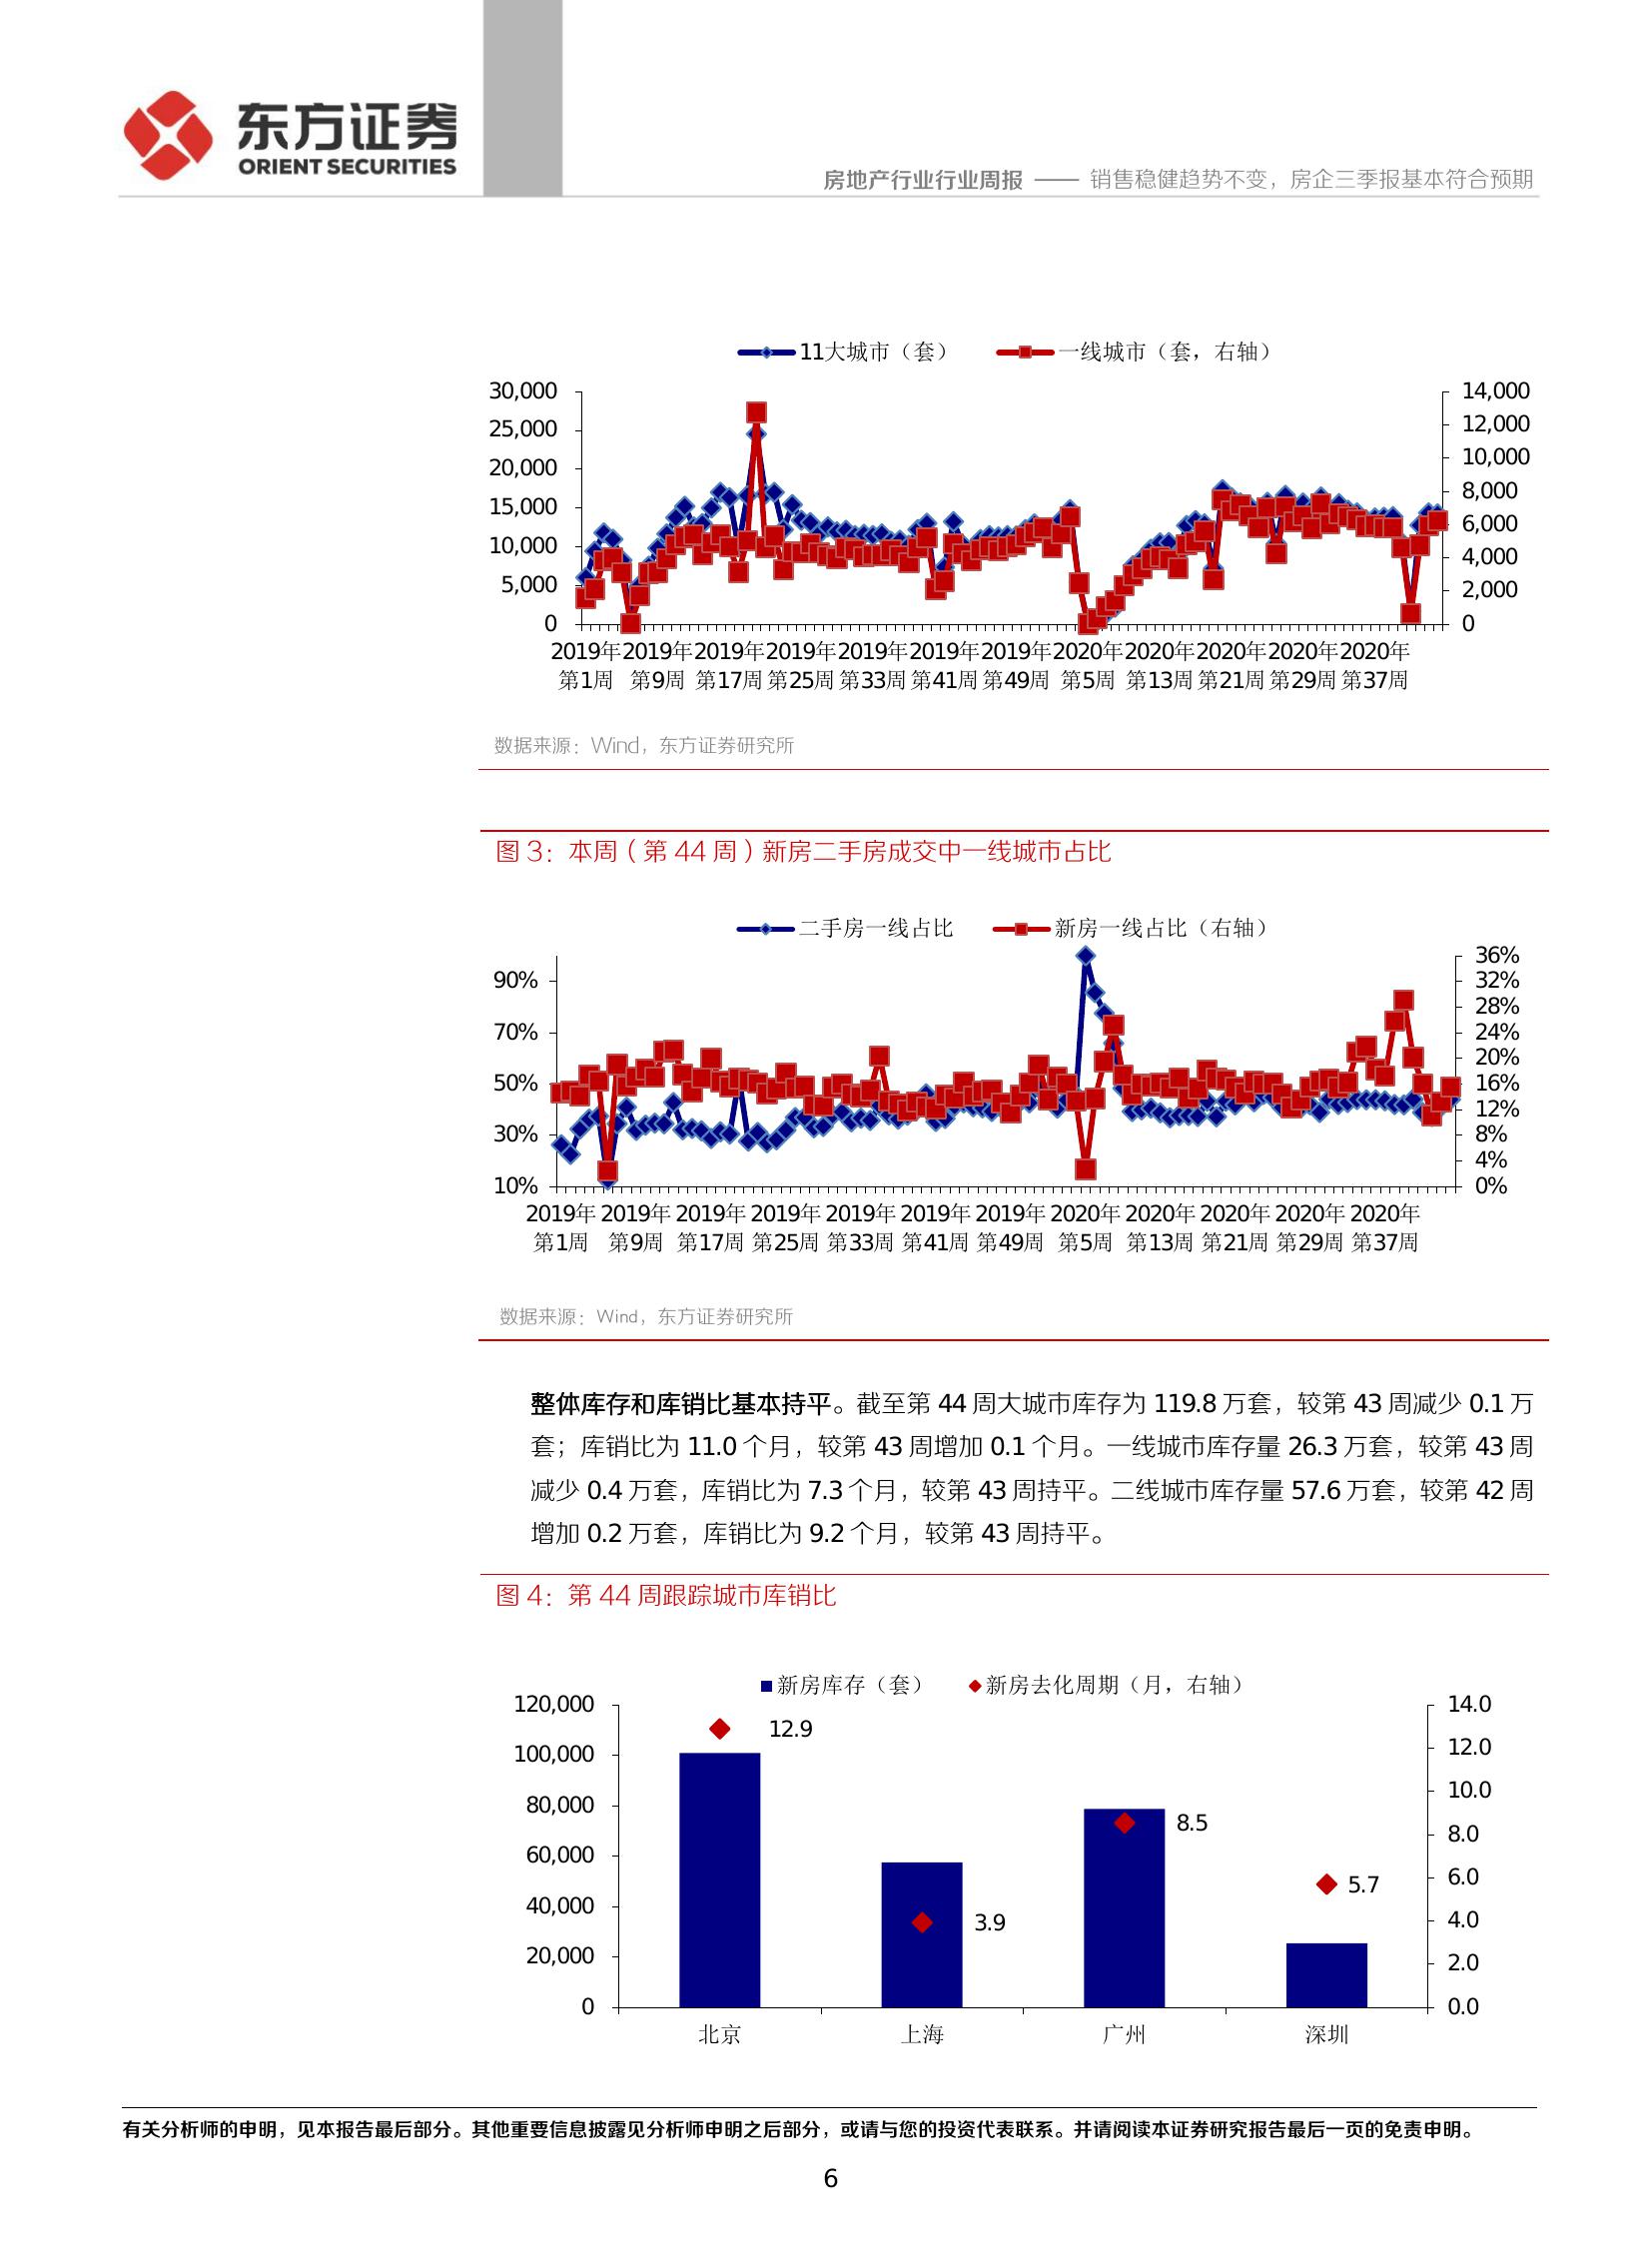 东方证券
ORIENT SECURITIES
房地产行业行业周报 —— 销售稳健趋势不变，房企三季报基本符合预期
11大城市（套） 一线城市（套，右轴）
30,000
25,000
20,000
15,000
10,000
5,000
0
14,000
12,000
10,000
8,000
6,000
4,000
2,000
0
2019年 2019年 2019年 2019年 2019年 2019年 2019年 2020年 2020年 2020年 2020年 2020年
第1周 第9周 第17周 第25周 第33周 第41周 第49周 第5周 第13周 第21周 第29周 第37周
数据来源：Wind，东方证券研究所
图 3：本周（第 44 周）新房二手房成交中一线城市占比
二手房一线占比 新房一线占比（右轴）
90%
70%
50%
30%
10%
36%
32%
28%
24%
20%
16%
12%
8%
4%
0%
2019年 2019年 2019年 2019年 2019年 2019年 2019年 2020年 2020年 2020年 2020年 2020年
第1周 第9周 第17周 第25周 第33周 第41周 第49周 第5周 第13周 第21周 第29周 第37周
数据来源：Wind，东方证券研究所
整体库存和库销比基本持平。截至第 44 周大城市库存为 119.8 万套，较第 43 周减少 0.1 万
套；库销比为 11.0 个月，较第 43 周增加 0.1 个月。一线城市库存量 26.3 万套，较第 43 周
减少 0.4 万套，库销比为 7.3 个月，较第 43 周持平。二线城市库存量 57.6 万套，较第 42 周
增加 0.2 万套，库销比为 9.2 个月，较第 43 周持平。
图 4：第 44 周跟踪城市库销比
新房库存（套） 新房去化周期（月，右轴）
120,000
100,000
80,000
60,000
40,000
20,000
0
12.9
3.9
8.5
5.7
14.0
12.0
10.0
8.0
6.0
4.0
2.0
0.0
北京 上海 广州 深圳
有关分析师的申明，见本报告最后部分。其他重要信息披露见分析师申明之后部分，或请与您的投资代表联系。并请阅读本证券研究报告最后一页的免责申明。
6